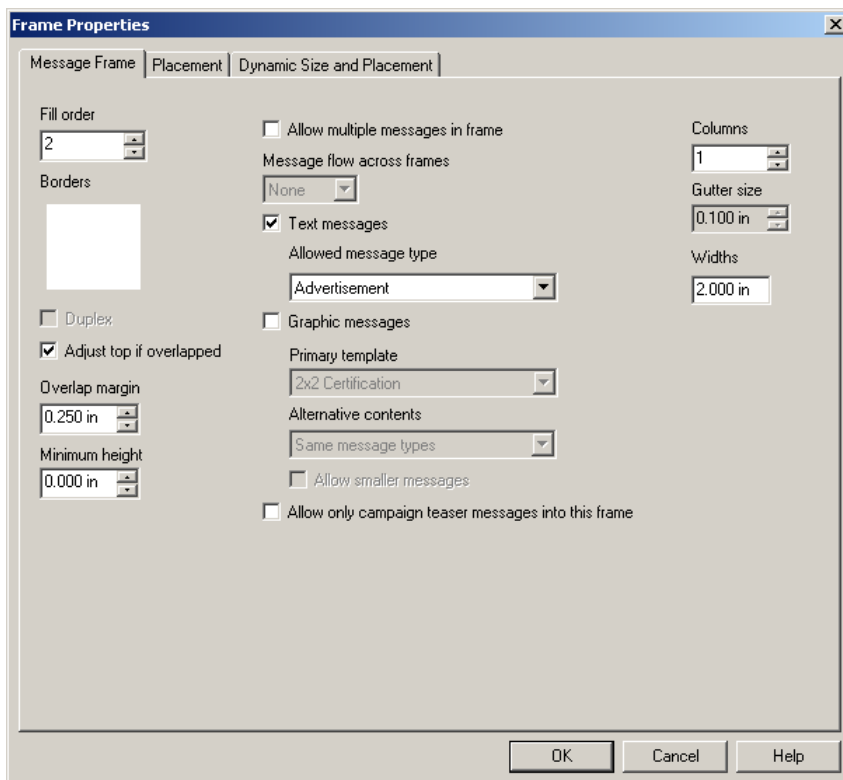 Frame Properties
Message Frame
Placement
Dynamic Size and Placement
Fill order
2
Borders
Duplex
Adjust top if overlapped
Overlap margin
0.250 in
Minimum height
0.000 in
Allow multiple messages in frame
Message flow across frames
None
Text messages
Allowed message type
Advertisement
Graphic messages
Primary template
2x2 Certification
Alternative contents
Same message types
Allow smaller messages
Allow only campaign teaser messages into this frame
Columns
1
Gutter size
0.100 in
Widths
2.000 in
OK
Cancel
Help